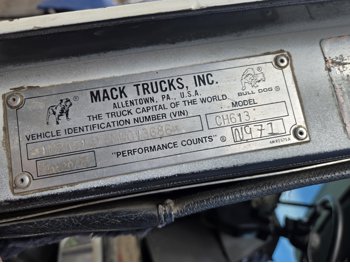 MACK TRUCKS, INC.
ALLENTOWN, PA., U.S.A.
THE TRUCK CAPITAL OF THE WORLD
BULL DOG
MODEL
VEHICLE IDENTIFICATION NUMBER (VIN)
CH613
"PERFORMANCE COUNTS" ®
N971